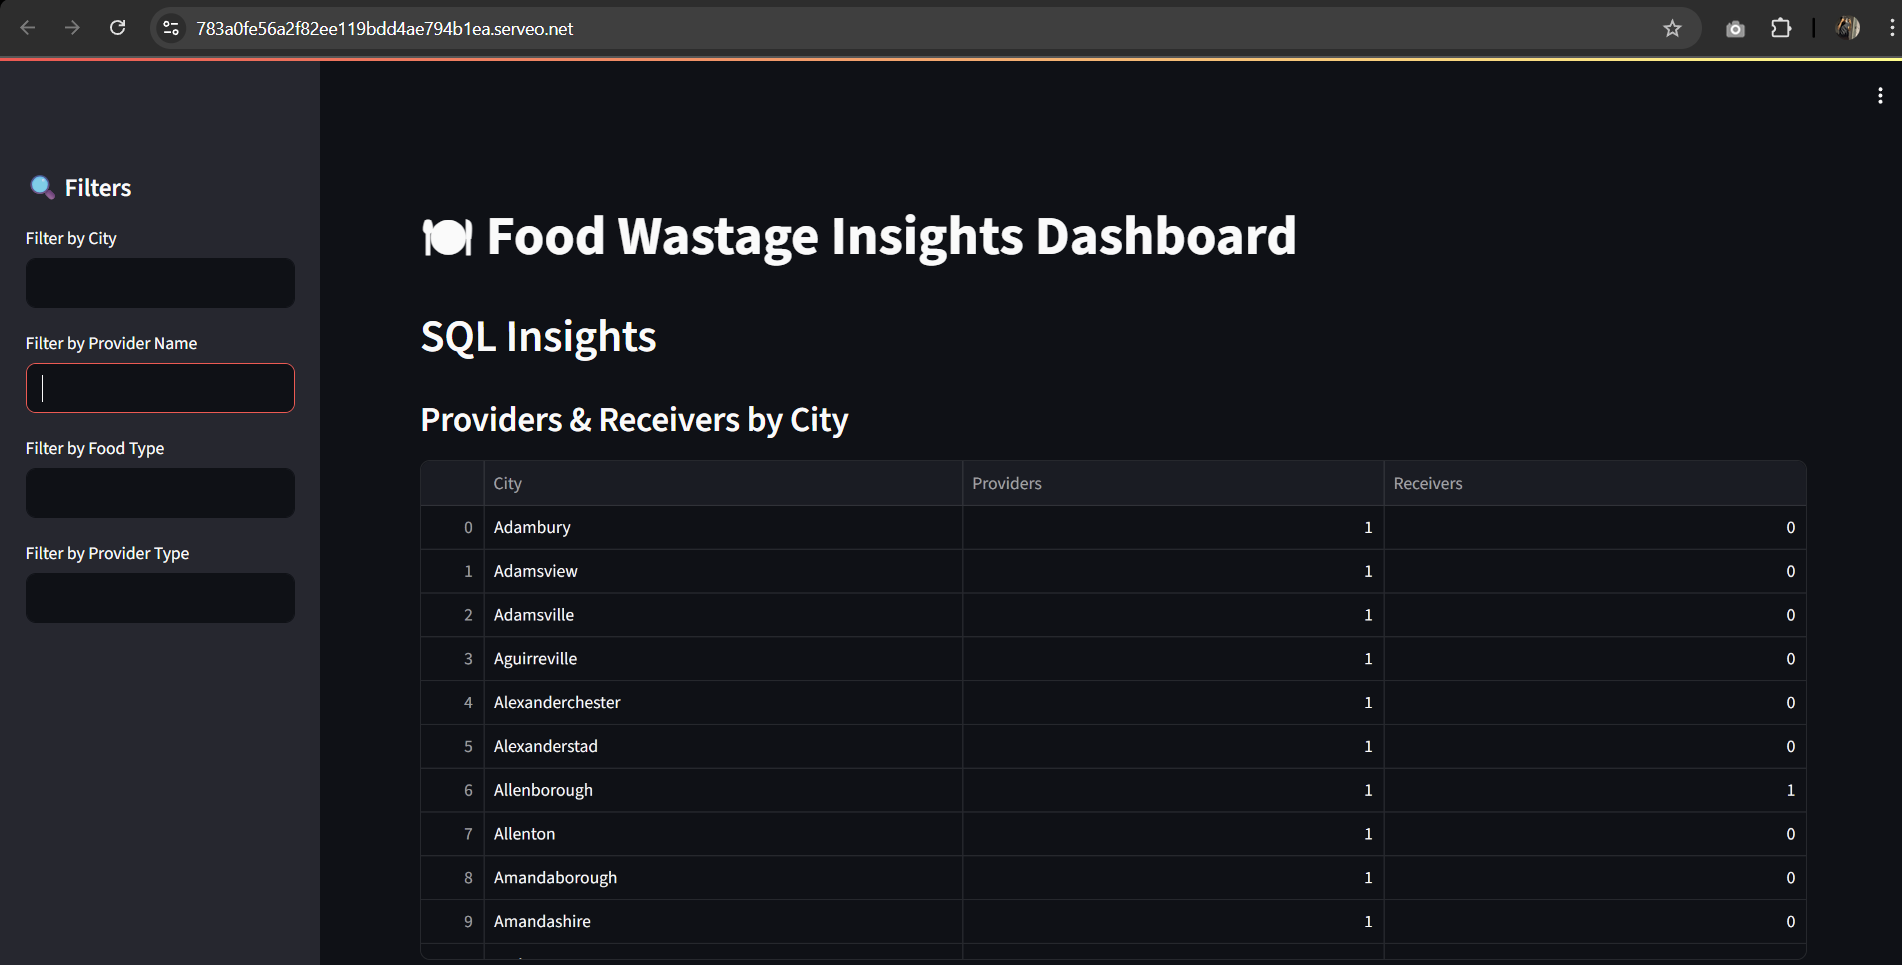 783a0fe56a2f82ee119bdd4ae794b1ea.serveo.net
Filters
Filter by City
Filter by Provider Name
Filter by Food Type
Filter by Provider Type
Food Wastage Insights Dashboard
SQL Insights
Providers & Receivers by City
City Providers Receivers
0 Adambury 1 0
1 Adamsview 1 0
2 Adamsville 1 0
3 Aguirreville 1 0
4 Alexanderchester 1 0
5 Alexanderstad 1 0
6 Allenborough 1 1
7 Allenton 1 0
8 Amandaborough 1 0
9 Amandashire 1 0